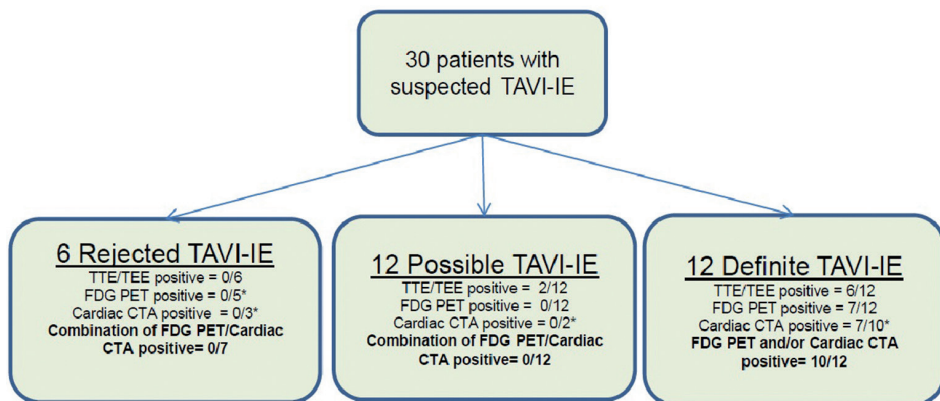 30 patients with
suspected TAVI-IE
6 Rejected TAVI-IE
TTE/TEE positive = 0/6
FDG PET positive = 0/5*
Cardiac CTA positive = 0/3*
Combination of FDG PET/Cardiac
CTA positive= 0/7
12 Possible TAVI-IE
TTE/TEE positive = 2/12
FDG PET positive = 0/12
Cardiac CTA positive = 0/2*
Combination of FDG PET/Cardiac
CTA positive= 0/12
12 Definite TAVI-IE
TTE/TEE positive = 6/12
FDG PET positive = 7/12
Cardiac CTA positive = 7/10*
FDG PET and/or Cardiac CTA
positive= 10/12